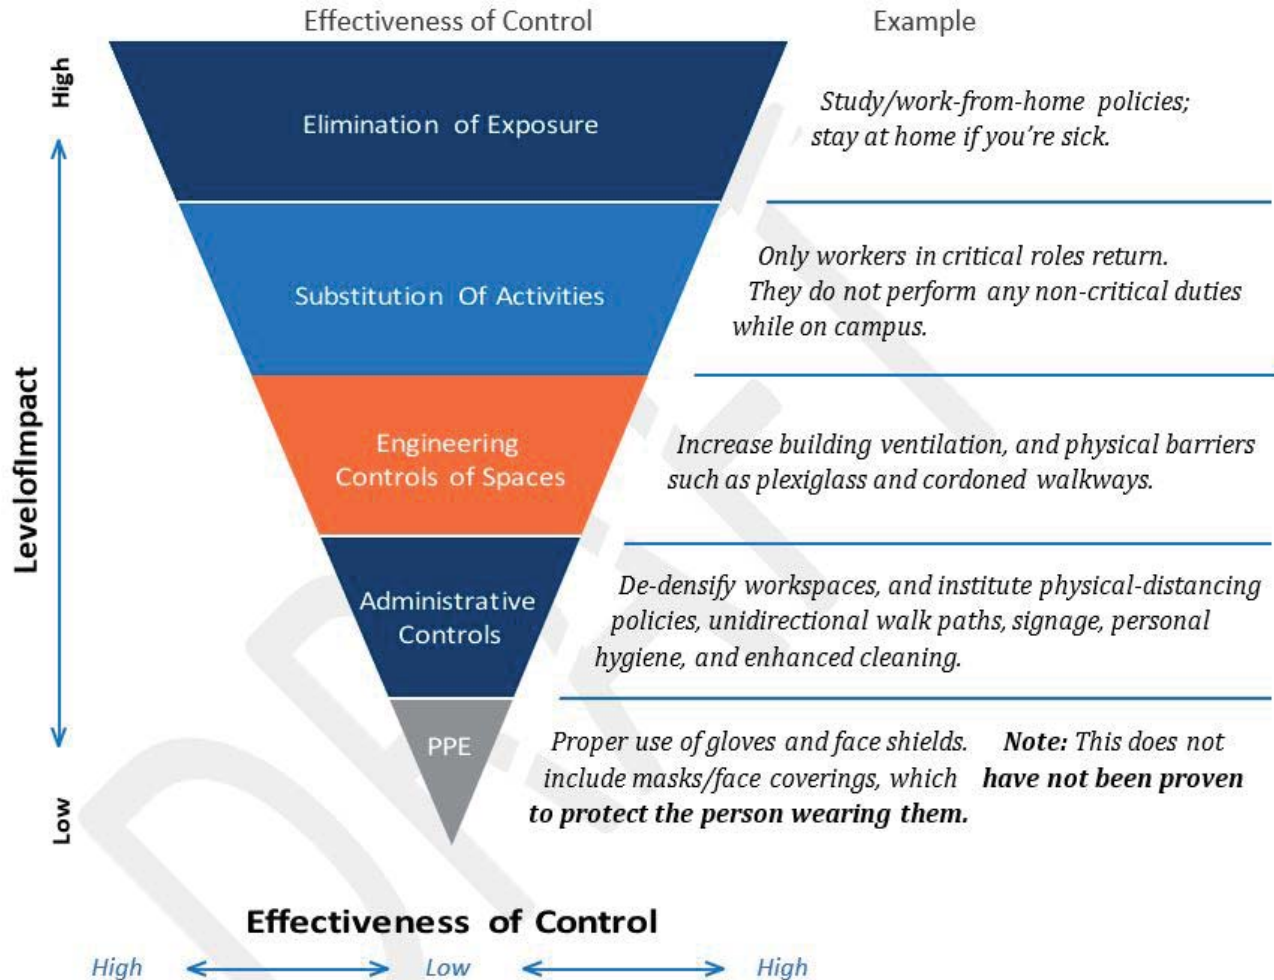 Effectiveness of Control
Example
High
Elimination of Exposure
Study/work-from-home policies;
stay at home if you’re sick.
Substitution Of Activities
Only workers in critical roles return.
They do not perform any non-critical duties
while on campus.
LevelofImpact
Engineering
Controls of Spaces
Increase building ventilation, and physical barriers
such as plexiglass and cordoned walkways.
Administrative
Controls
De-densify workspaces, and institute physical-distancing
policies, unidirectional walk paths, signage, personal
hygiene, and enhanced cleaning.
PPE
Proper use of gloves and face shields. Note: This does not
include masks/face coverings, which have not been proven
to protect the person wearing them.
Low
Effectiveness of Control
High Low High
DRAFT